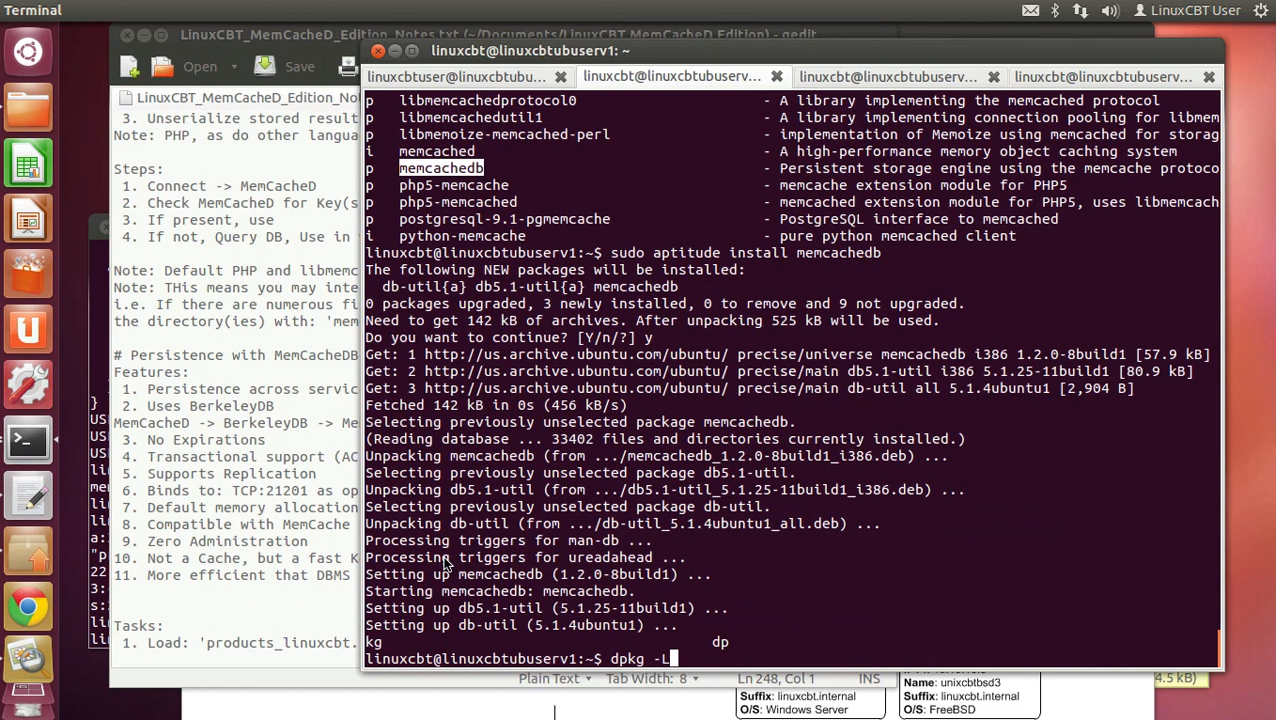 Terminal
LinuxCBT User
LinuxCBT_MemCacheD_Edition_Notes.txt (~/Documents/LinuxCBT_MemCacheD_Edition) - gedit
Open
Save
LinuxCBT_MemCacheD_Edition_No
3. Unserialize stored result
Note: PHP, as do other langua
Steps:
1. Connect -> MemCacheD
2. Check MemCacheD for Key(s
3. If present, use
4. If not, Query DB, Use in
Note: Default PHP and libmemc
Note: THis means you may inte
i.e. If there are numerous fi
the directory(ies) with: 'mem
# Persistence with MemCacheDB
Features:
1. Persistence across servic
2. Uses BerkeleyDB
MemCacheD -> BerkeleyDB -> Me
3. No Expirations
4. Transactional support (AC
5. Supports Replication
6. Binds to: TCP:21201 as op
7. Default memory allocation
8. Compatible with MemCache
9. Zero Administration
10. Not a Cache, but a fast K
11. More efficient that DBMS
Tasks:
1. Load: 'products_linuxcbt.
linuxcbt@linuxcbtubuserv1: ~
linuxcbtuser@linuxcbtubu...
linuxcbt@linuxcbtubuserv...
linuxcbt@linuxcbtubuserv...
linuxcbt@linuxcbtubuserv...
p libmemcachedprotocol0 - A library implementing the memcached protocol
p libmemcachedutil1 - A library implementing connection pooling for libmem
p libmemoize-memcached-perl - implementation of Memoize using memcached for storag
i memcached - A high-performance memory object caching system
p memcachedb - Persistent storage engine using the memcache protoco
p php5-memcache - memcache extension module for PHP5
p php5-memcached - memcached extension module for PHP5, uses libmemcach
p postgresql-9.1-pgmemcache - PostgreSQL interface to memcached
i python-memcache - pure python memcached client
linuxcbt@linuxcbtubuserv1:~$ sudo aptitude install memcachedb
The following NEW packages will be installed:
db-util{a} db5.1-util{a} memcachedb
0 packages upgraded, 3 newly installed, 0 to remove and 9 not upgraded.
Need to get 142 kB of archives. After unpacking 525 kB will be used.
Do you want to continue? [Y/n/?] y
Get: 1 http://us.archive.ubuntu.com/ubuntu/ precise/universe memcachedb i386 1.2.0-8build1 [57.9 kB]
Get: 2 http://us.archive.ubuntu.com/ubuntu/ precise/main db5.1-util i386 5.1.25-11build1 [80.9 kB]
Get: 3 http://us.archive.ubuntu.com/ubuntu/ precise/main db-util all 5.1.4ubuntu1 [2,904 B]
Fetched 142 kB in 0s (456 kB/s)
Selecting previously unselected package memcachedb.
(Reading database ... 33402 files and directories currently installed.)
Unpacking memcachedb (from .../memcachedb_1.2.0-8build1_i386.deb) ...
Selecting previously unselected package db5.1-util.
Unpacking db5.1-util (from .../db5.1-util_5.1.25-11build1_i386.deb) ...
Selecting previously unselected package db-util.
Unpacking db-util (from .../db-util_5.1.4ubuntu1_all.deb) ...
Processing triggers for man-db ...
Processing triggers for ureadahead ...
Setting up memcachedb (1.2.0-8build1) ...
Starting memcachedb: memcachedb.
Setting up db5.1-util (5.1.25-11build1) ...
Setting up db-util (5.1.4ubuntu1) ...
kg dp
linuxcbt@linuxcbtubuserv1:~$ dpkg -L
Plain Text
Tab Width: 8
Ln 248, Col 1
INS
4.5 kB)
Suffix: linuxcbt.internal
O/S: Windows Server
Name: unixcbtbsd3
Suffix: linuxcbt.internal
O/S: FreeBSD